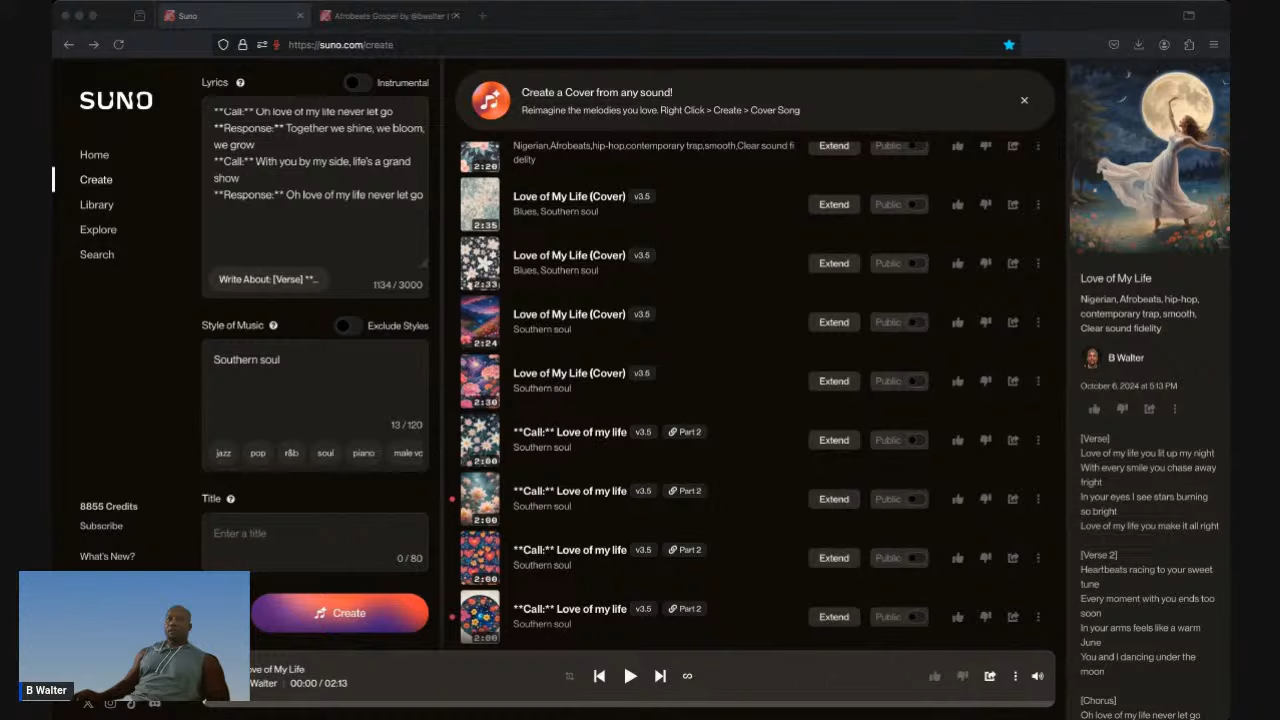 Suno
Afrobeats Gospel by @bwalter |
https://suno.com/create
SUNO
Home
Create
Library
Explore
Search
8855 Credits
Subscribe
What's New?
Lyrics
Instrumental
**Call:** Oh love of my life never let go
**Response:** Together we shine, we bloom,
we grow
**Call:** With you by my side, life's a grand
show
**Response:** Oh love of my life never let go
Write About: [Verse] **...
1134 / 3000
Style of Music
Exclude Styles
Southern soul
13 / 120
jazz pop r&b soul piano male vc
Title
Enter a title
0 / 80
Create
Create a Cover from any sound!
Reimagine the melodies you love. Right Click > Create > Cover Song
Nigerian,Afrobeats,hip-hop,contemporary trap,smooth,Clear sound fi
delity
2:20
Extend Public
Love of My Life (Cover) v3.5
Blues, Southern soul
2:35
Extend Public
Love of My Life (Cover) v3.5
Blues, Southern soul
2:33
Extend Public
Love of My Life (Cover) v3.5
Southern soul
2:24
Extend Public
Love of My Life (Cover) v3.5
Southern soul
2:30
Extend Public
**Call:** Love of my life v3.5 Part 2
Southern soul
2:00
Extend Public
**Call:** Love of my life v3.5 Part 2
Southern soul
2:00
Extend Public
**Call:** Love of my life v3.5 Part 2
Southern soul
2:00
Extend Public
**Call:** Love of my life v3.5 Part 2
Southern soul
2:00
Extend Public
Love of My Life
Nigerian, Afrobeats, hip-hop,
contemporary trap, smooth,
Clear sound fidelity
B Walter
October 6, 2024 at 5:13 PM
[Verse]
Love of my life you lit up my night
With every smile you chase away
fright
In your eyes I see stars burning
so bright
Love of my life you make it all right
[Verse 2]
Heartbeats racing to your sweet
tune
Every moment with you ends too
soon
In your arms feels like a warm
June
You and I dancing under the
moon
[Chorus]
Oh love of my life never let go
ove of My Life
Walter | 00:00 / 02:13
B Walter